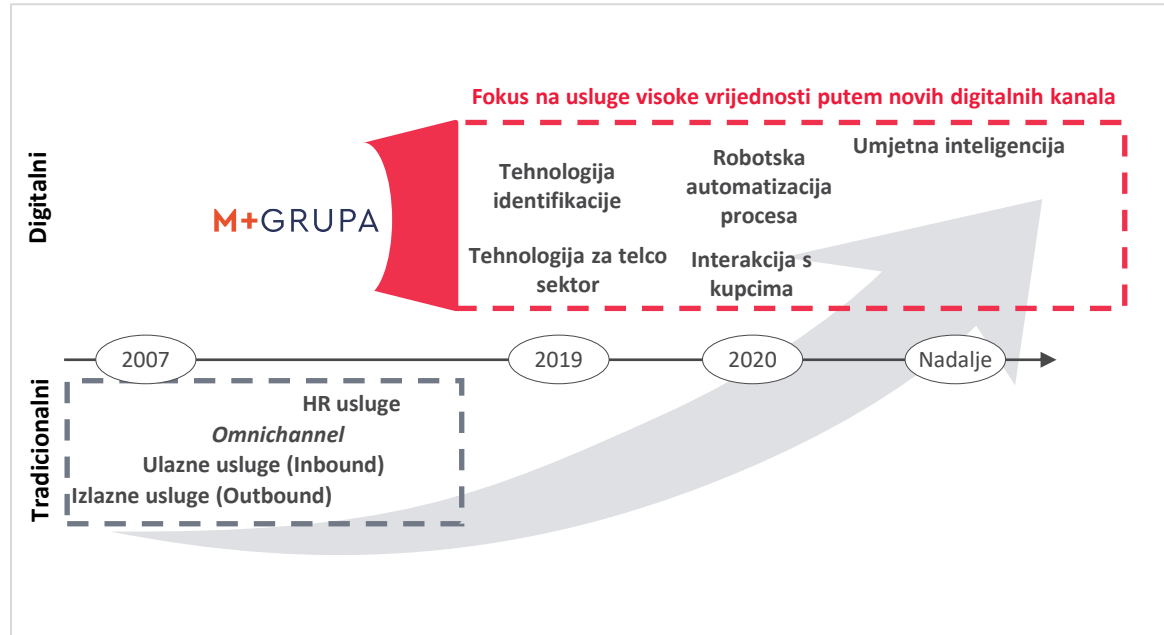 Fokus na usluge visoke vrijednosti putem novih digitalnih kanala
Digitalni
M+GRUPA
Tehnologija
identifikacije
Robotska
automatizacija
procesa
Umjetna inteligencija
Tehnologija za telco
sektor
Interakcija s
kupcima
2007
2019
2020
Nadalje
Tradicionalni
HR usluge
Omnichannel
Ulazne usluge (Inbound)
Izlazne usluge (Outbound)